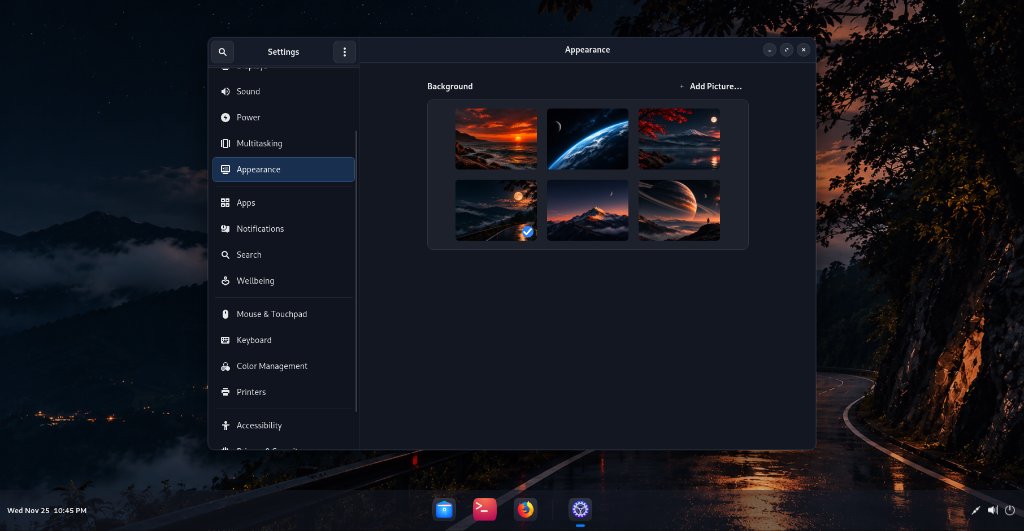 Settings
Appearance
Displays
Sound
Power
Multitasking
Appearance
Apps
Notifications
Search
Wellbeing
Mouse & Touchpad
Keyboard
Color Management
Printers
Accessibility
Background
+ Add Picture...
Wed Nov 25 10:45 PM